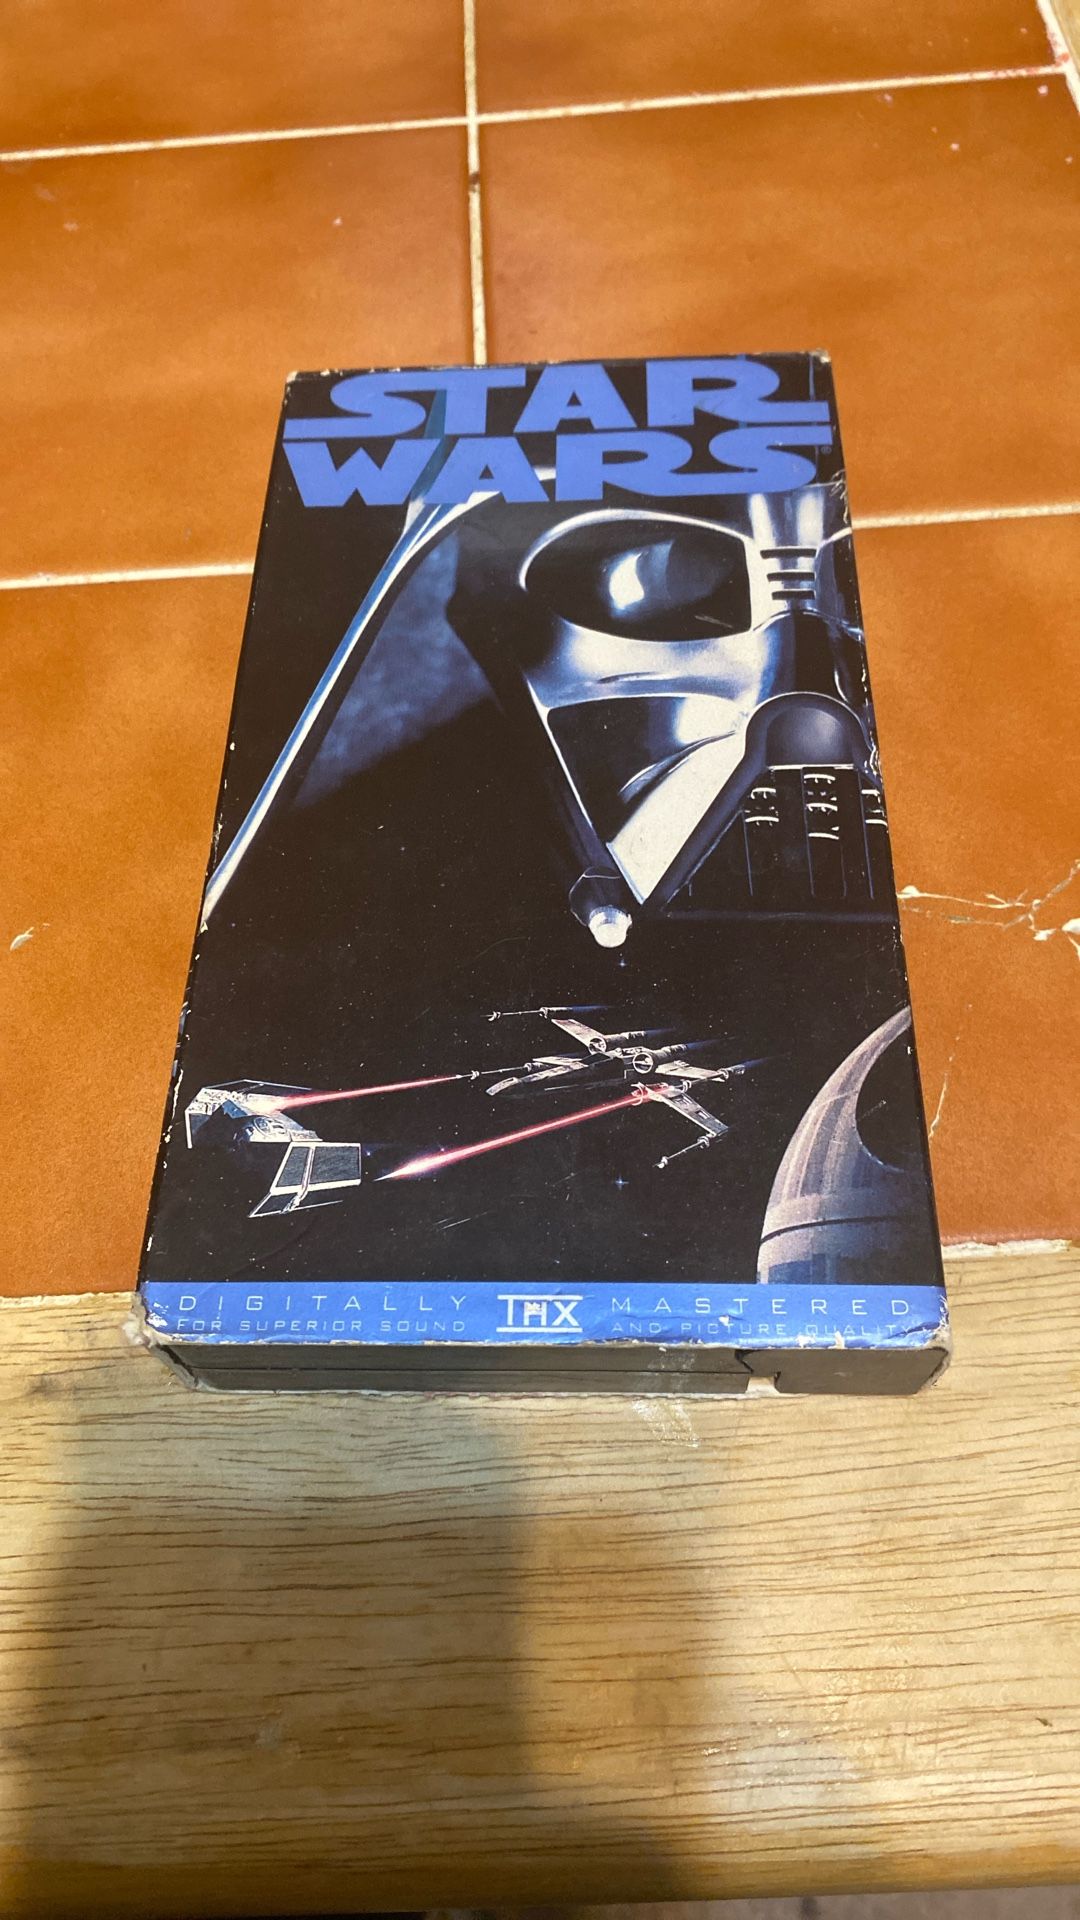 STAR
WARS®
DIGITALLY THX MASTERED
FOR SUPERIOR SOUND AND PICTURE QUALITY